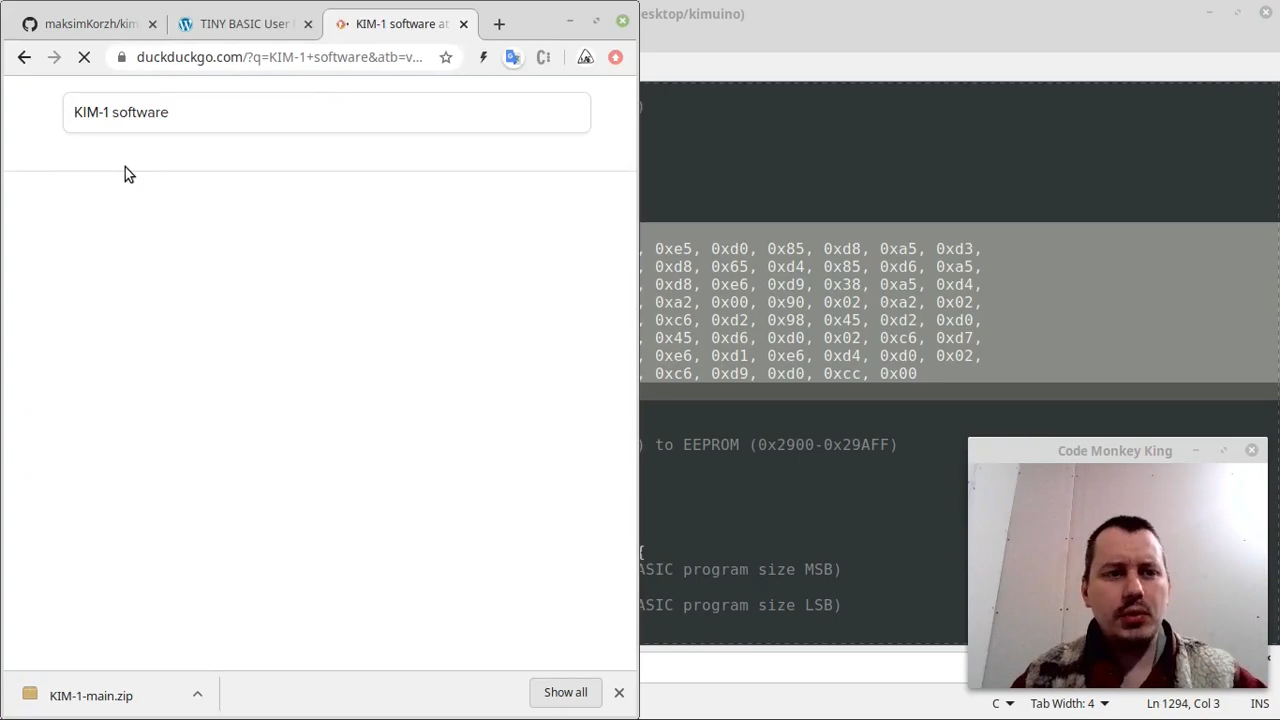 maksimKorzh/kim
TINY BASIC User
KIM-1 software at
esktop/kimuino)
duckduckgo.com/?q=KIM-1+software&atb=v...
KIM-1 software
)
, 0xe5, 0xd0, 0x85, 0xd8, 0xa5, 0xd3,
, 0xd8, 0x65, 0xd4, 0x85, 0xd6, 0xa5,
, 0xd8, 0xe6, 0xd9, 0x38, 0xa5, 0xd4,
, 0xa2, 0x00, 0x90, 0x02, 0xa2, 0x02,
, 0xc6, 0xd2, 0x98, 0x45, 0xd2, 0xd0,
, 0x45, 0xd6, 0xd0, 0x02, 0xc6, 0xd7,
, 0xe6, 0xd1, 0xe6, 0xd4, 0xd0, 0x02,
, 0xc6, 0xd9, 0xd0, 0xcc, 0x00
) to EEPROM (0x2900-0x29AFF)
Code Monkey King
{
ASIC program size MSB)
ASIC program size LSB)
KIM-1-main.zip
Show all
C
Tab Width: 4
Ln 1294, Col 3
INS